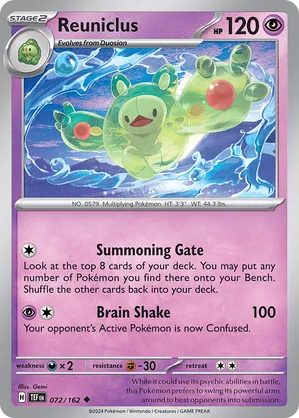 STAGE2
Reuniclus
HP 120
Evolves from Duosion
NO. 0579 Multiplying Pokémon HT: 3'3" WT: 44.3 lbs.
Summoning Gate
Look at the top 8 cards of your deck. You may put any
number of Pokémon you find there onto your Bench.
Shuffle the other cards back into your deck.
Brain Shake 100
Your opponent's Active Pokémon is now Confused.
weakness ×2 resistance -30 retreat
Illus. Gemi
H TEF EN 072/162
While it could use its psychic abilities in battle,
this Pokémon prefers to swing its powerful arms
around to beat opponents into submission.
©2024 Pokémon / Nintendo / Creatures / GAME FREAK